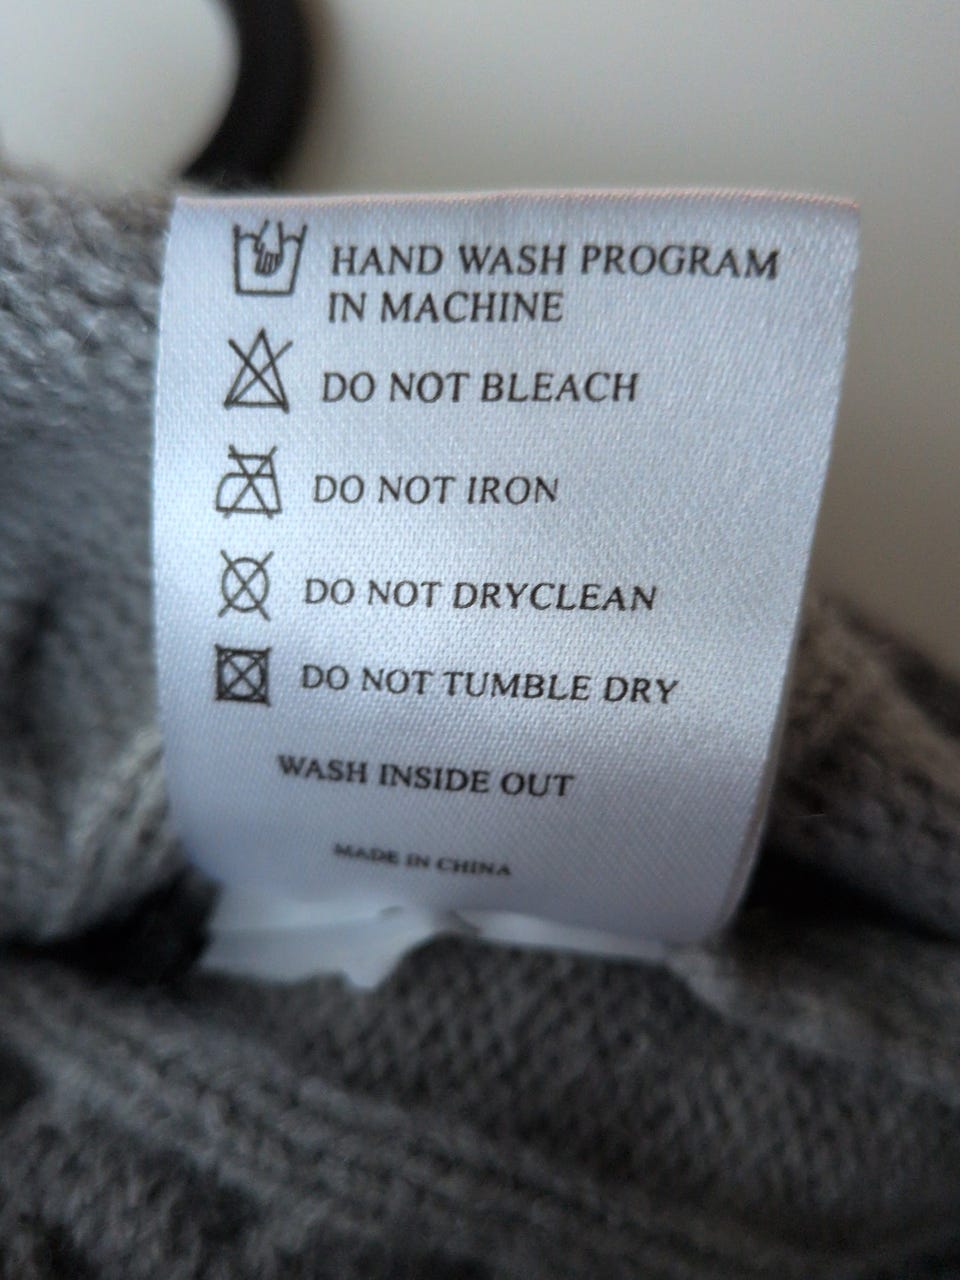 HAND WASH PROGRAM
IN MACHINE
DO NOT BLEACH
DO NOT IRON
DO NOT DRYCLEAN
DO NOT TUMBLE DRY
WASH INSIDE OUT
MADE IN CHINA